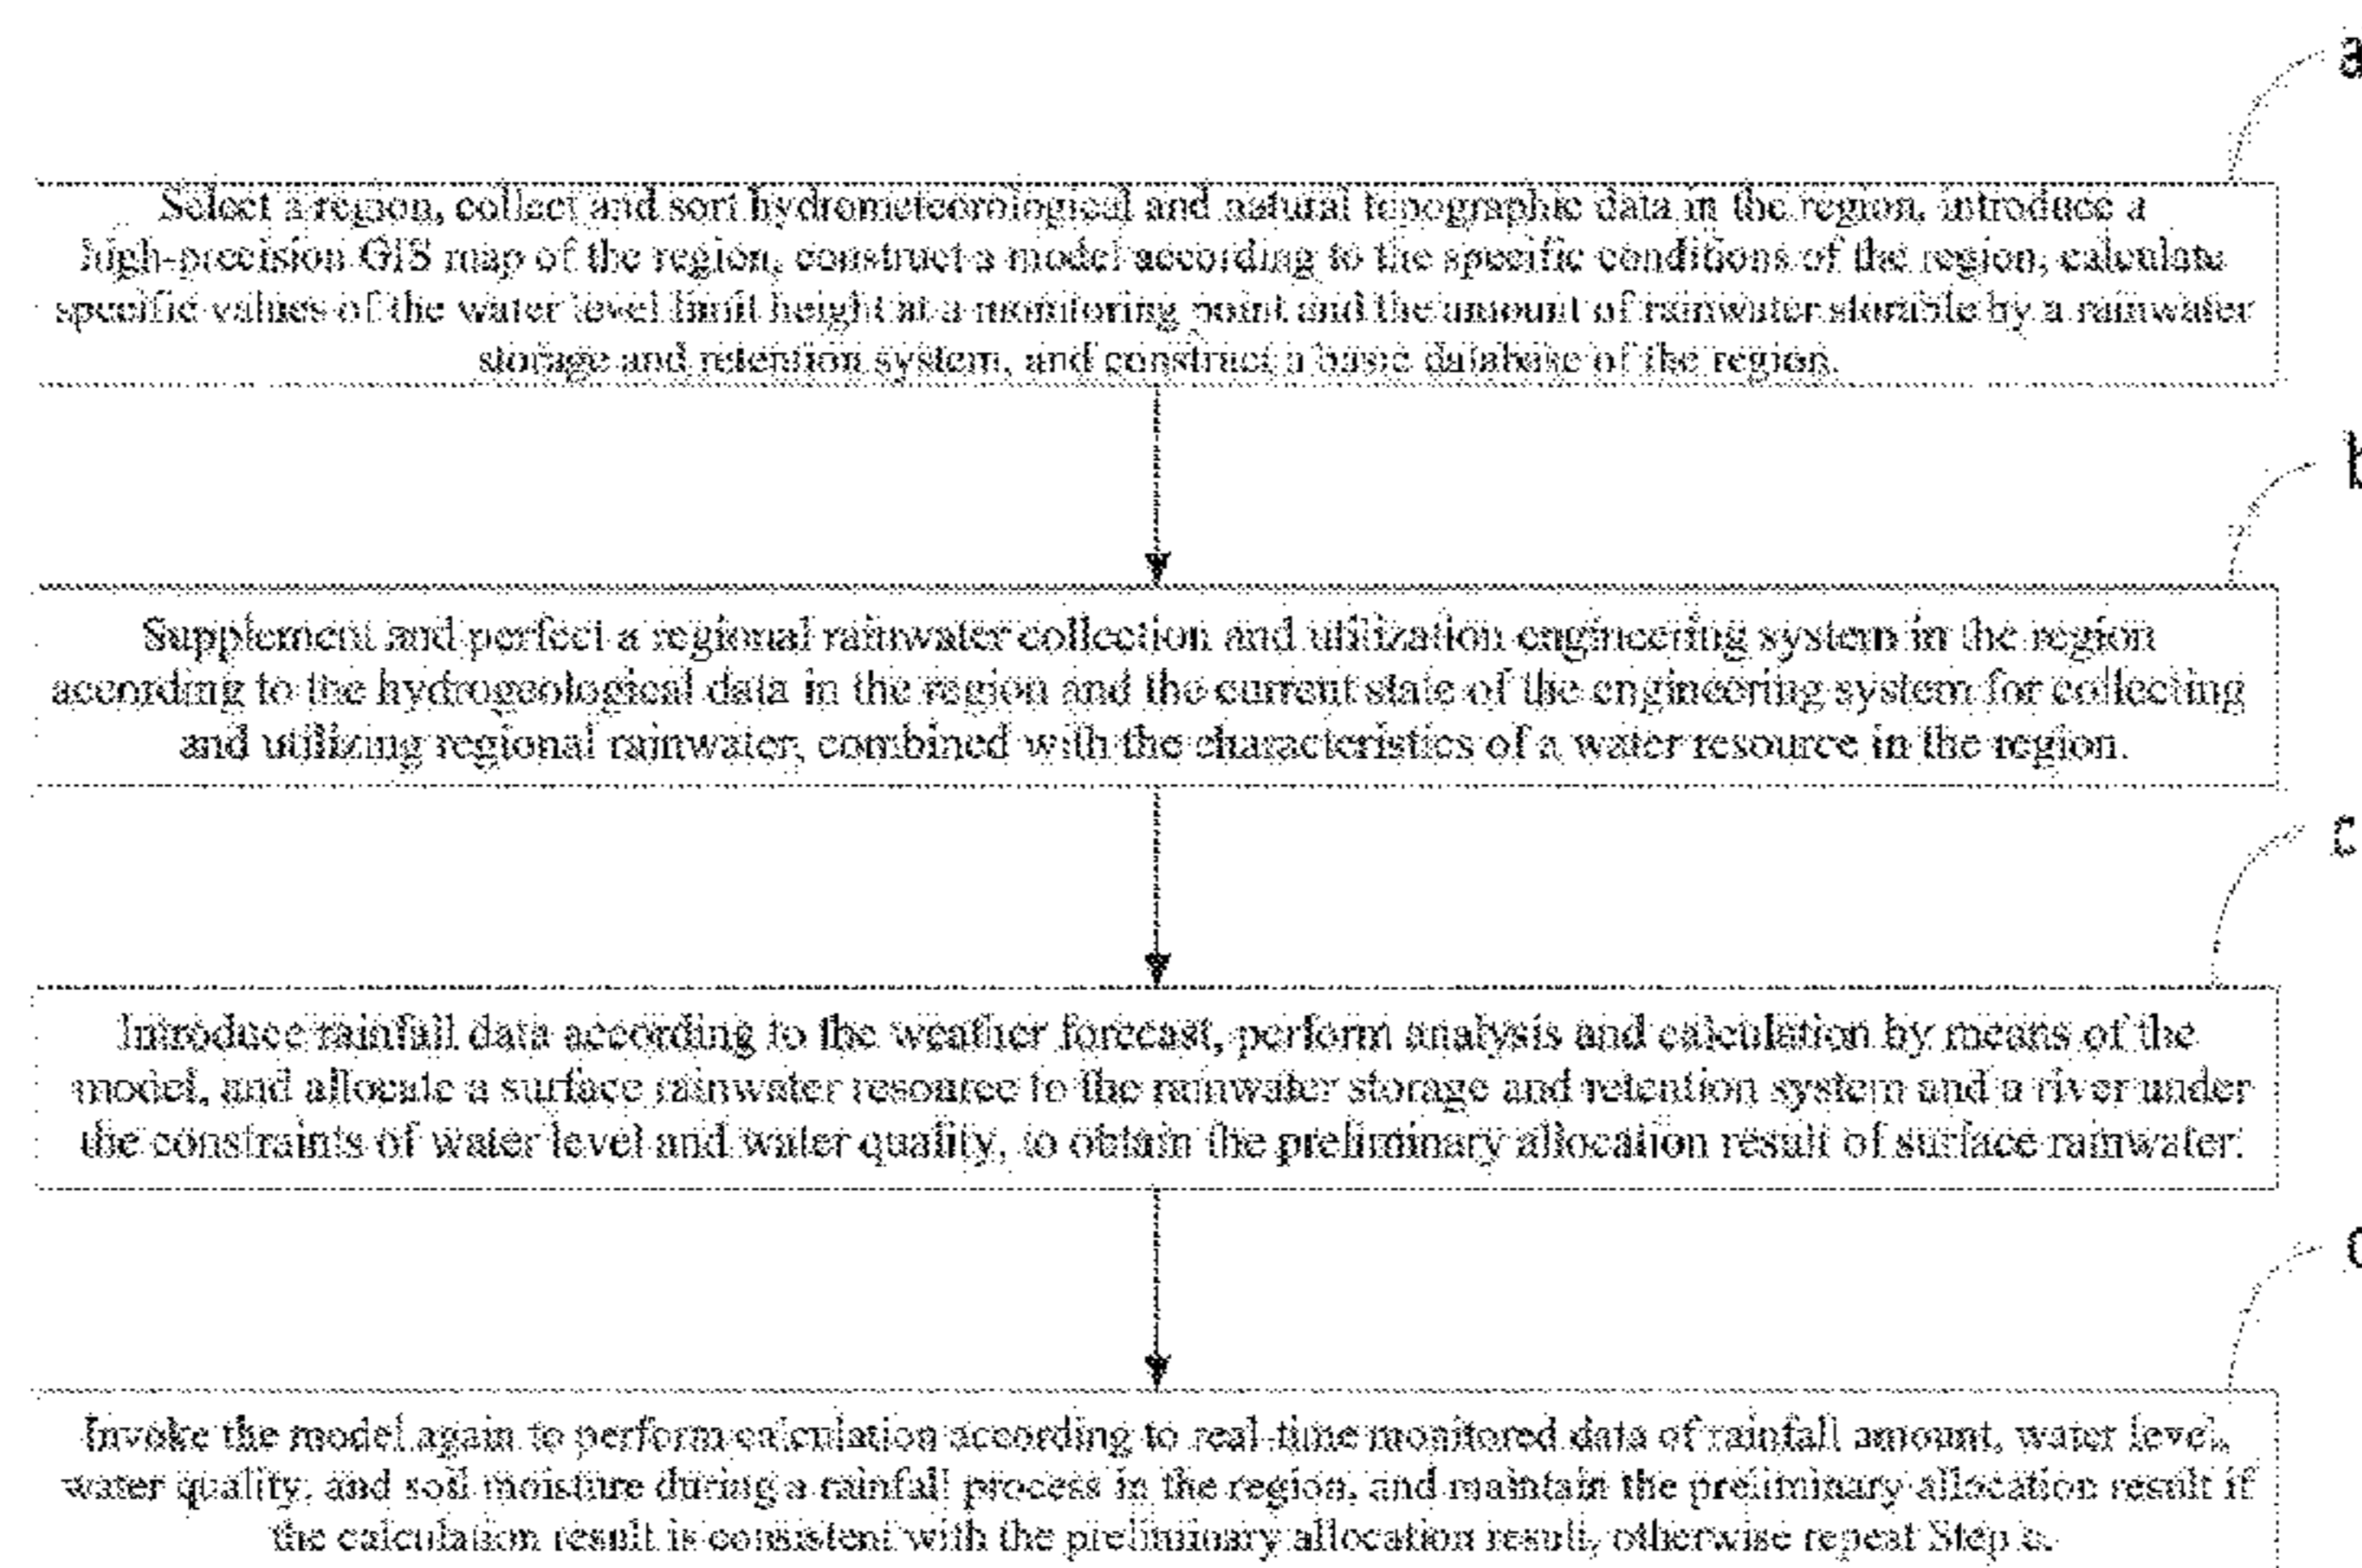 a
Select a region, collect and sort hydrometeorological and natural topographic data in the region, introduce a
high-precision GIS map of the region, construct a model according to the specific conditions of the region, calculate
specific values of the water level limit height at a monitoring point and the amount of rainwater storable by a rainwater
storage and retention system, and construct a basic database of the region.
b
Supplement and perfect a regional rainwater collection and utilization engineering system in the region
according to the hydrogeological data in the region and the current state of the engineering system for collecting
and utilizing regional rainwater, combined with the characteristics of a water resource in the region.
c
Introduce rainfall data according to the weather forecast, perform analysis and calculation by means of the
model, and allocate a surface rainwater resource to the rainwater storage and retention system and a river under
the constraints of water level and water quality, to obtain the preliminary allocation result of surface rainwater.
Invoke the model again to perform calculation according to real-time monitored data of rainfall amount, water level,
water quality, and soil moisture during a rainfall process in the region, and maintain the preliminary allocation result if
the calculation result is consistent with the preliminary allocation result, otherwise repeat Step